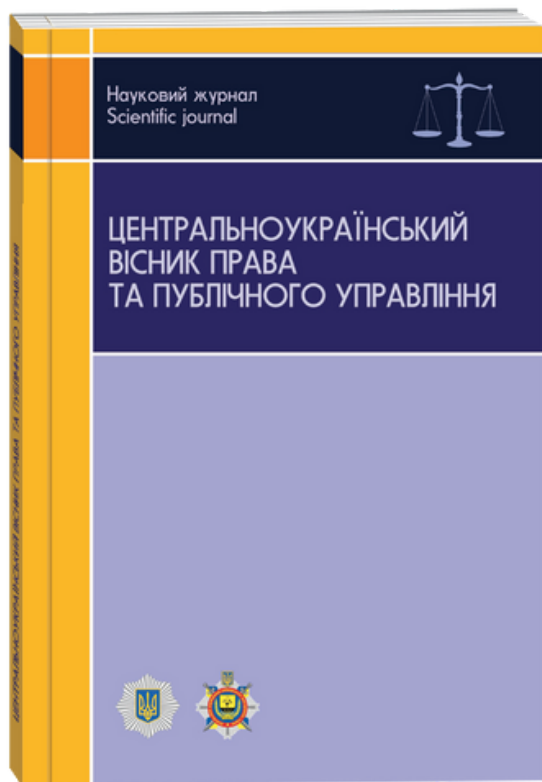 Науковий журнал
Scientific journal
ЦЕНТРАЛЬНОУКРАЇНСЬКИЙ
ВІСНИК ПРАВА
ТА ПУБЛІЧНОГО УПРАВЛІННЯ
ЦЕНТРАЛЬНОУКРАЇНСЬКИЙ ВІСНИК ПРАВА ТА ПУБЛІЧНОГО УПРАВЛІННЯ